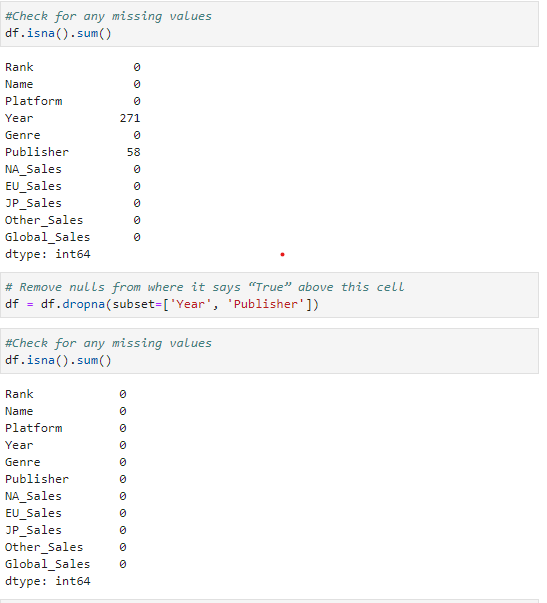 #Check for any missing values
df.isna().sum()
Rank 0
Name 0
Platform 0
Year 271
Genre 0
Publisher 58
NA_Sales 0
EU_Sales 0
JP_Sales 0
Other_Sales 0
Global_Sales 0
dtype: int64
# Remove nulls from where it says “True” above this cell
df = df.dropna(subset=['Year', 'Publisher'])
#Check for any missing values
df.isna().sum()
Rank 0
Name 0
Platform 0
Year 0
Genre 0
Publisher 0
NA_Sales 0
EU_Sales 0
JP_Sales 0
Other_Sales 0
Global_Sales 0
dtype: int64